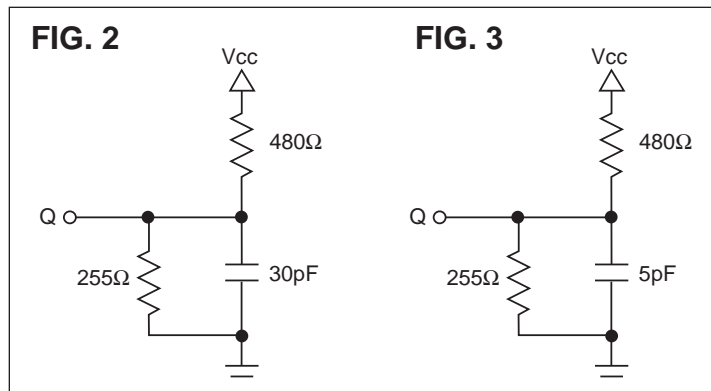 FIG. 2
Vcc
480Ω
Q
255Ω
30pF
FIG. 3
Vcc
480Ω
Q
255Ω
5pF